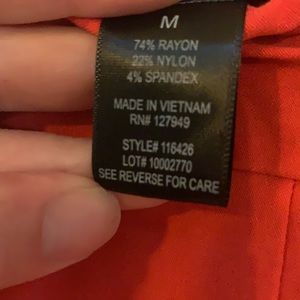 M
74% RAYON
22% NYLON
4% SPANDEX
MADE IN VIETNAM
RN# 127949
STYLE# 116426
LOT# 10002770
SEE REVERSE FOR CARE